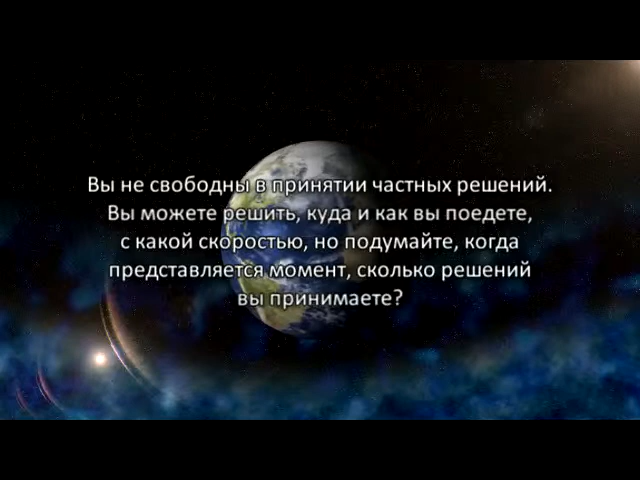 Вы не свободны в принятии частных решений.
Вы можете решить, куда и как вы поедете,
с какой скоростью, но подумайте, когда
представляется момент, сколько решений
вы принимаете?